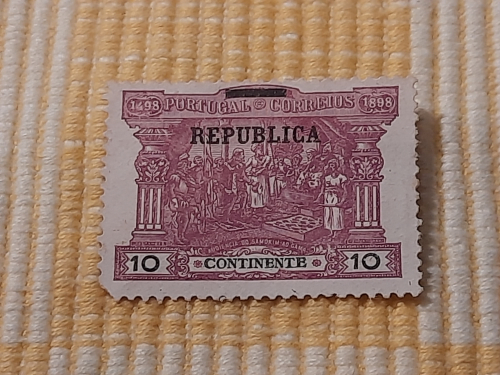 1498 PORTUGAL CORREIOS 1898
REPUBLICA
10 CONTINENTE 10